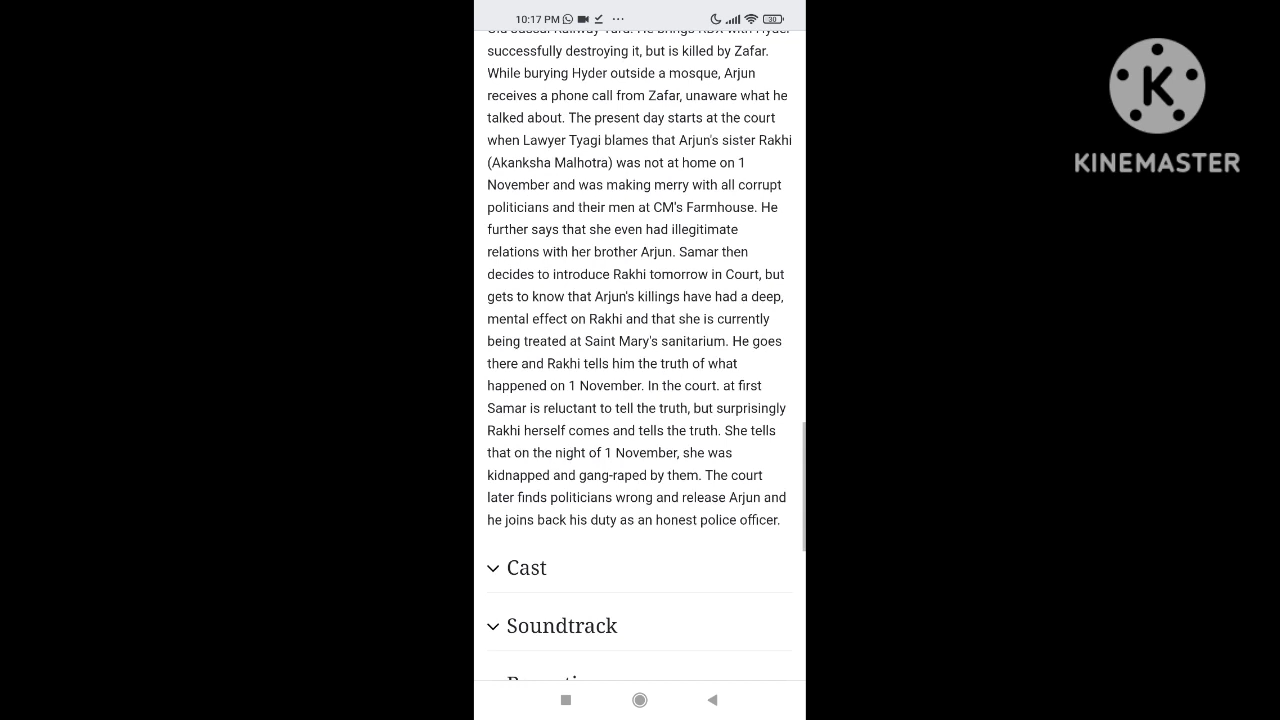 10:17 PM
30
successfully destroying it, but is killed by Zafar.
While burying Hyder outside a mosque, Arjun
receives a phone call from Zafar, unaware what he
talked about. The present day starts at the court
when Lawyer Tyagi blames that Arjun's sister Rakhi
(Akanksha Malhotra) was not at home on 1
November and was making merry with all corrupt
politicians and their men at CM's Farmhouse. He
further says that she even had illegitimate
relations with her brother Arjun. Samar then
decides to introduce Rakhi tomorrow in Court, but
gets to know that Arjun's killings have had a deep,
mental effect on Rakhi and that she is currently
being treated at Saint Mary's sanitarium. He goes
there and Rakhi tells him the truth of what
happened on 1 November. In the court. at first
Samar is reluctant to tell the truth, but surprisingly
Rakhi herself comes and tells the truth. She tells
that on the night of 1 November, she was
kidnapped and gang-raped by them. The court
later finds politicians wrong and release Arjun and
he joins back his duty as an honest police officer.
Cast
Soundtrack
K
KINEMASTER